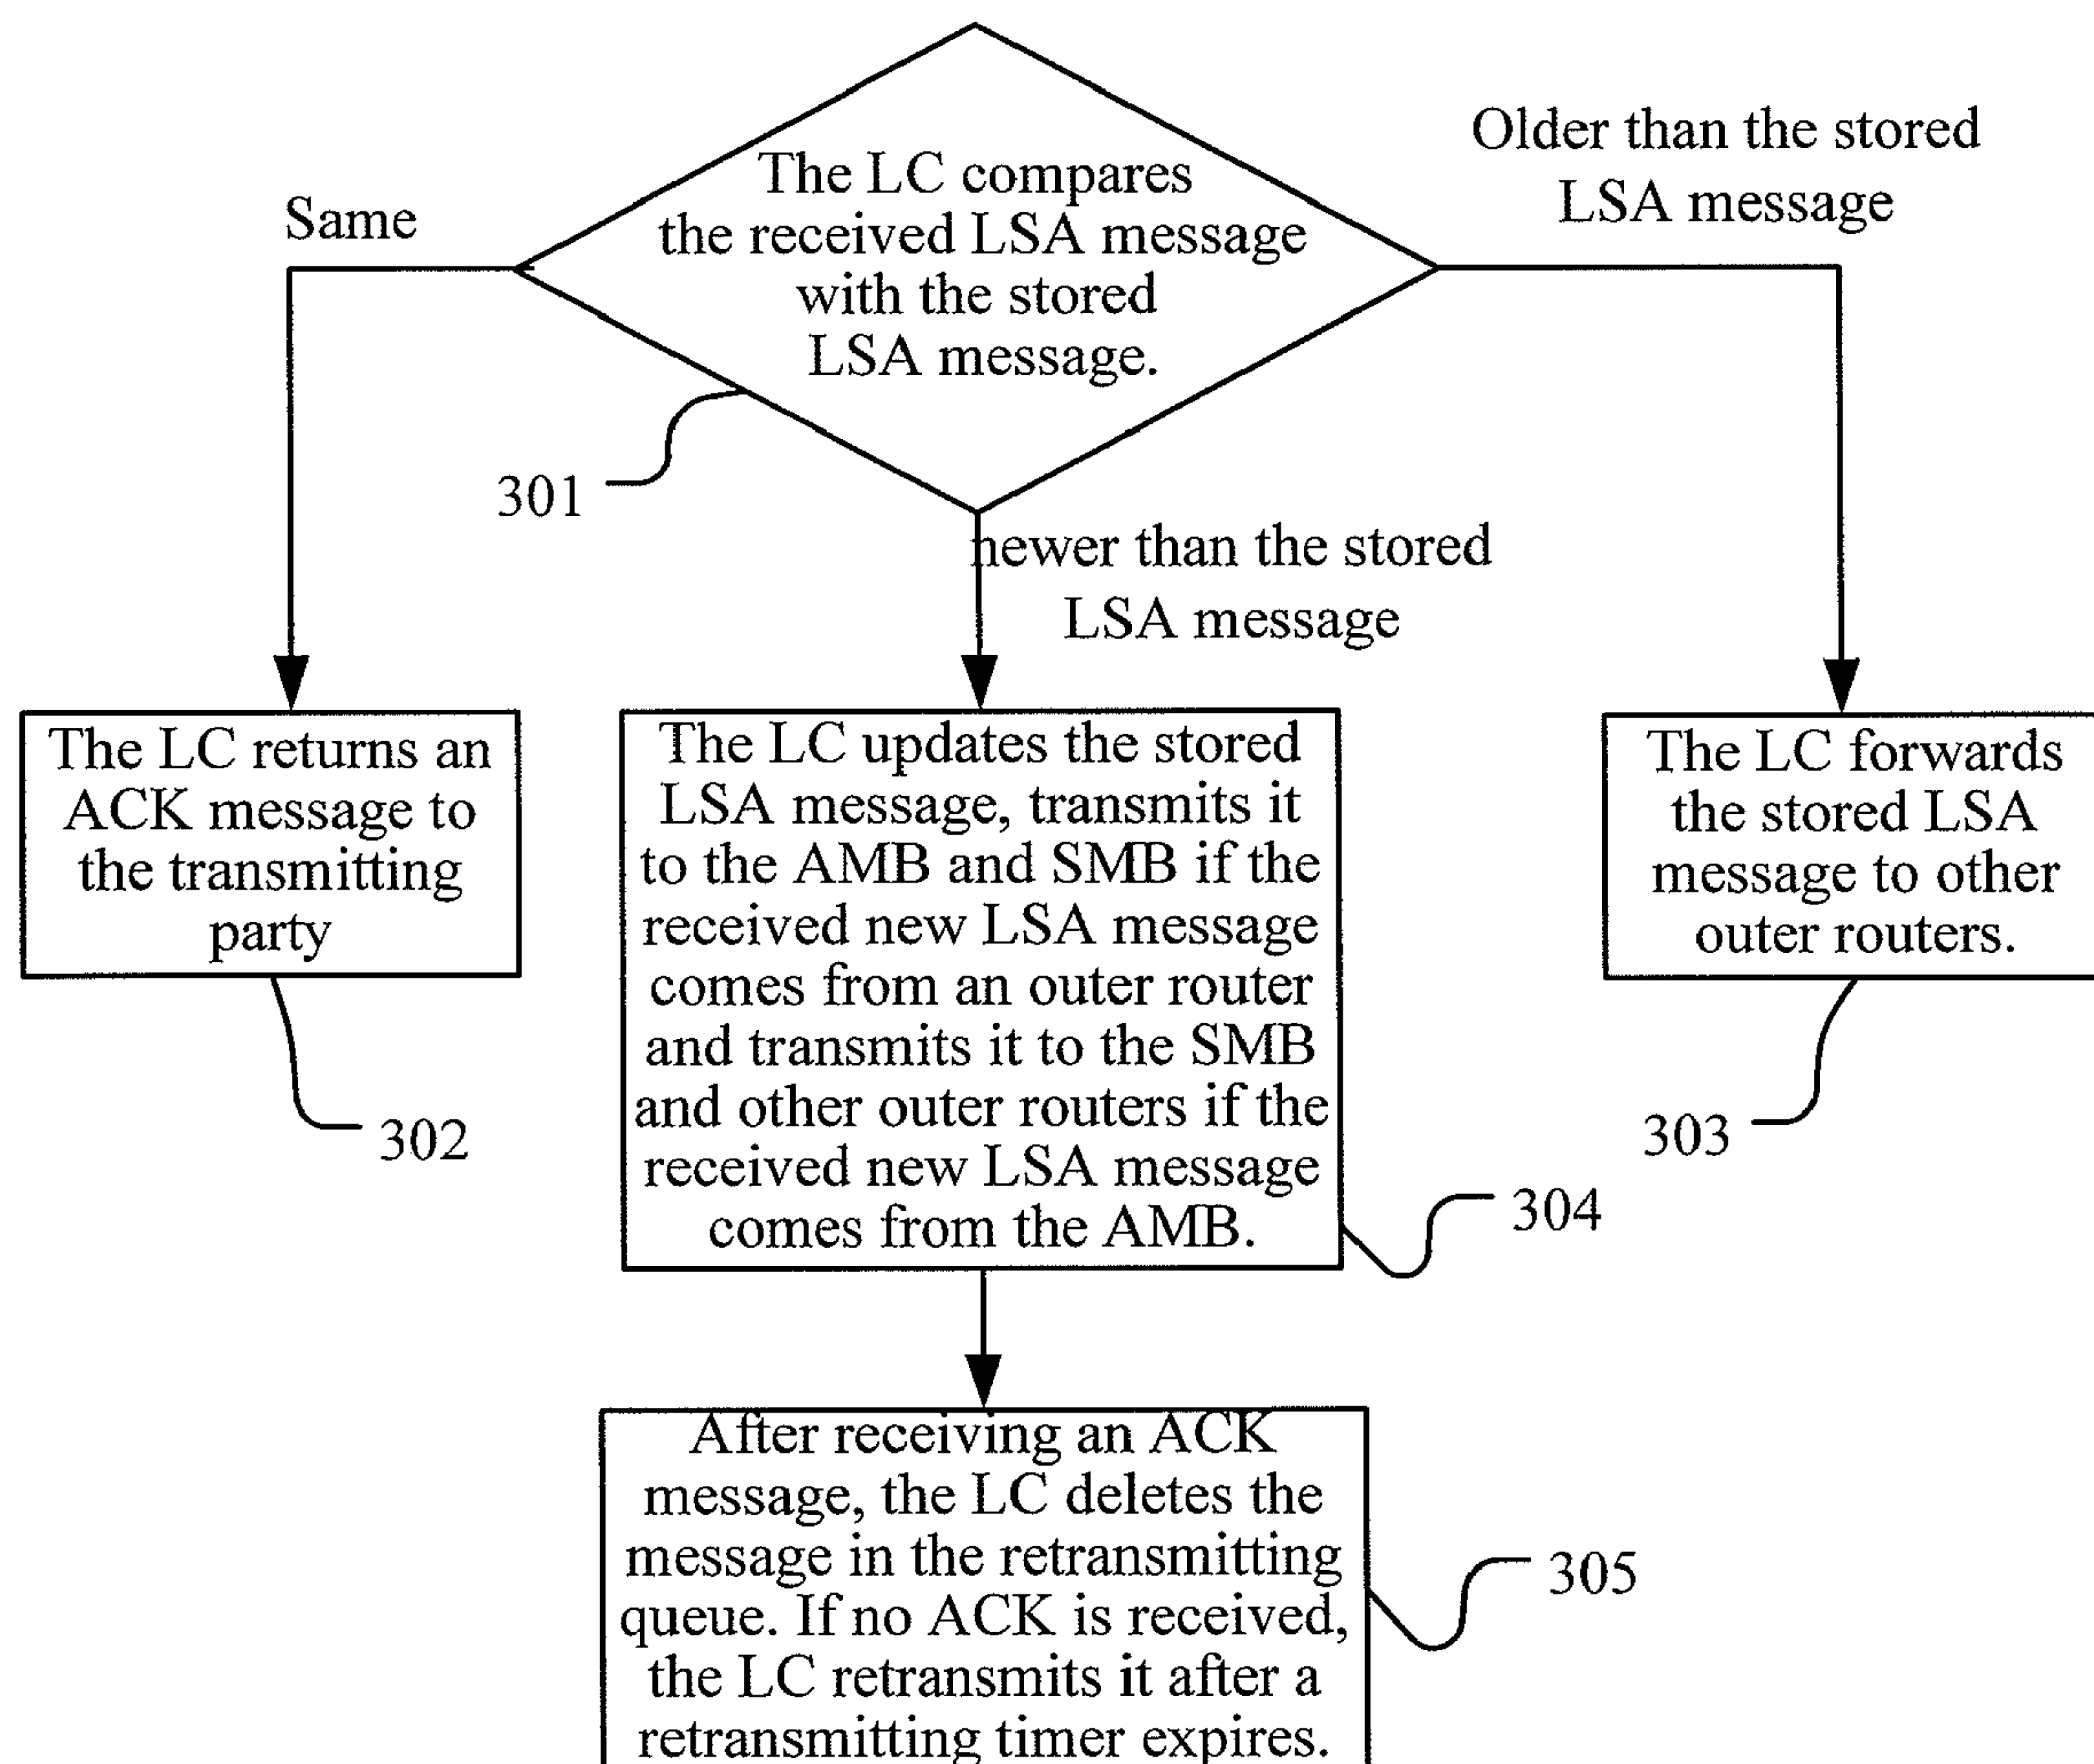 The LC compares
the received LSA message
with the stored
LSA message.
Same
Older than the stored
LSA message
301
newer than the stored
LSA message
The LC returns an
ACK message to
the transmitting
party
302
The LC updates the stored
LSA message, transmits it
to the AMB and SMB if the
received new LSA message
comes from an outer router
and transmits it to the SMB
and other outer routers if the
received new LSA message
comes from the AMB.
304
The LC forwards
the stored LSA
message to other
outer routers.
303
After receiving an ACK
message, the LC deletes the
message in the retransmitting
queue. If no ACK is received,
the LC retransmits it after a
retransmitting timer expires.
305